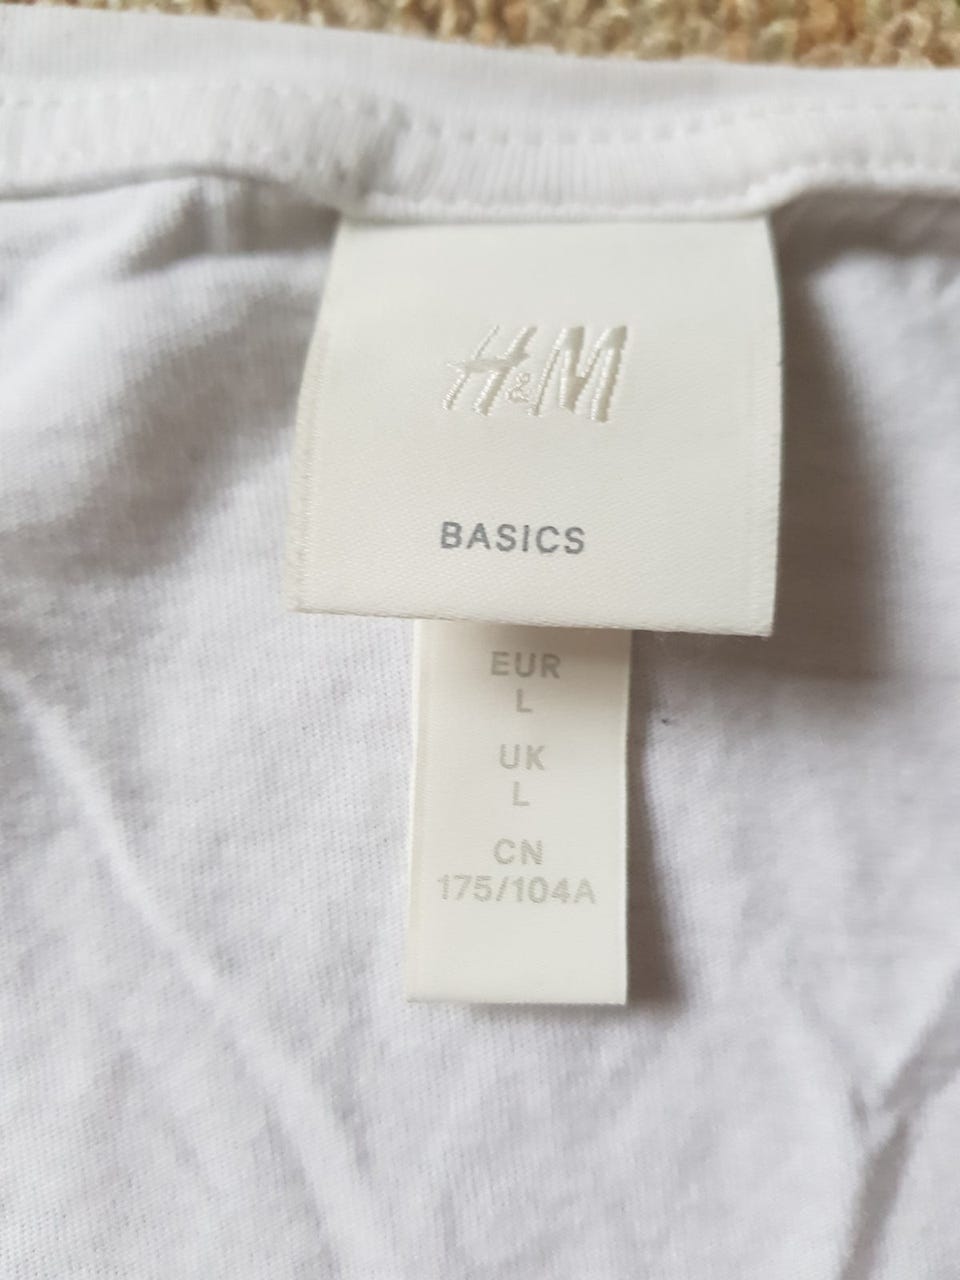 H&M
BASICS
EUR
L
UK
L
CN
175/104A